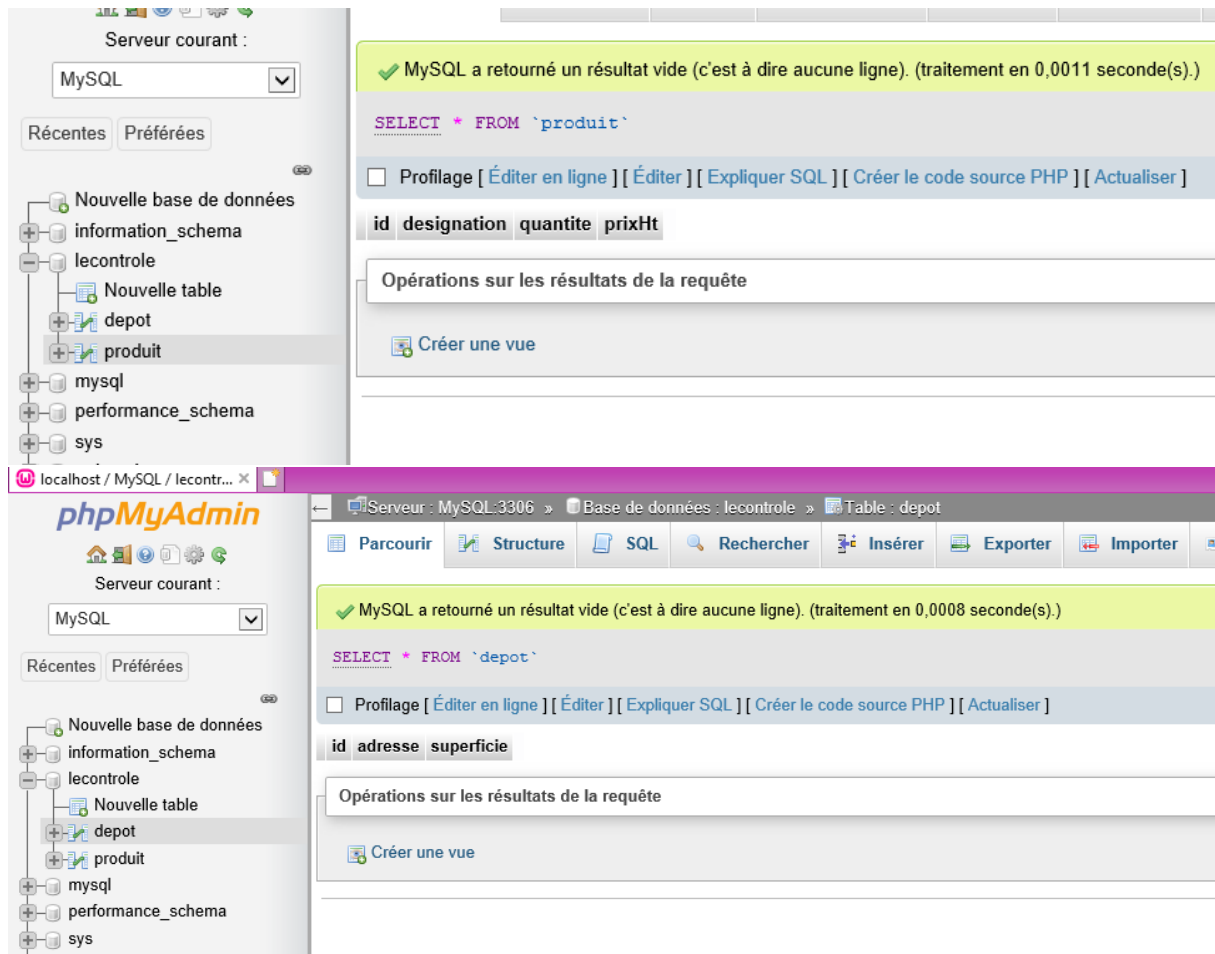 Serveur courant :
MySQL
Récentes Préférées
Nouvelle base de données
information_schema
lecontrole
Nouvelle table
depot
produit
mysql
performance_schema
sys
MySQL a retourné un résultat vide (c'est à dire aucune ligne). (traitement en 0,0011 seconde(s).)
SELECT * FROM `produit`
Profilage [ Éditer en ligne ] [ Éditer ] [ Expliquer SQL ] [ Créer le code source PHP ] [ Actualiser ]
id designation quantite prixHt
Opérations sur les résultats de la requête
Créer une vue
localhost / MySQL / lecontr...
phpMyAdmin
Serveur courant :
MySQL
Récentes Préférées
Nouvelle base de données
information_schema
lecontrole
Nouvelle table
depot
produit
mysql
performance_schema
sys
Serveur : MySQL:3306 » Base de données : lecontrole » Table : depot
Parcourir Structure SQL Rechercher Insérer Exporter Importer
MySQL a retourné un résultat vide (c'est à dire aucune ligne). (traitement en 0,0008 seconde(s).)
SELECT * FROM `depot`
Profilage [ Éditer en ligne ] [ Éditer ] [ Expliquer SQL ] [ Créer le code source PHP ] [ Actualiser ]
id adresse superficie
Opérations sur les résultats de la requête
Créer une vue